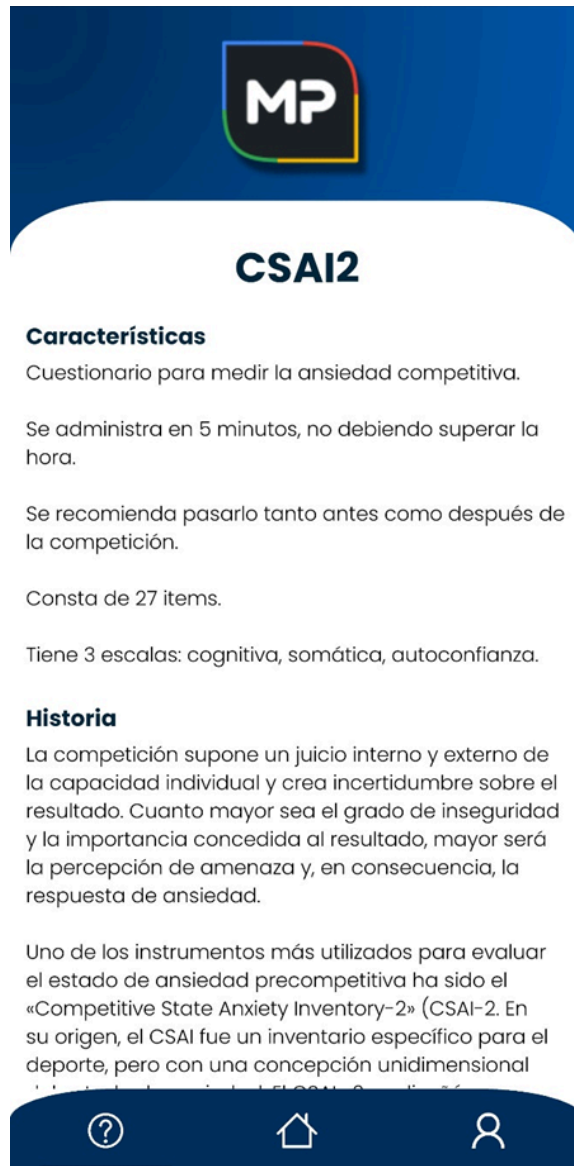 MP
CSAI2
Características
Cuestionario para medir la ansiedad competitiva.
Se administra en 5 minutos, no debiendo superar la
hora.
Se recomienda pasarlo tanto antes como después de
la competición.
Consta de 27 items.
Tiene 3 escalas: cognitiva, somática, autoconfianza.
Historia
La competición supone un juicio interno y externo de
la capacidad individual y crea incertidumbre sobre el
resultado. Cuanto mayor sea el grado de inseguridad
y la importancia concedida al resultado, mayor será
la percepción de amenaza y, en consecuencia, la
respuesta de ansiedad.
Uno de los instrumentos más utilizados para evaluar
el estado de ansiedad precompetitiva ha sido el
«Competitive State Anxiety Inventory-2» (CSAI-2. En
su origen, el CSAI fue un inventario específico para el
deporte, pero con una concepción unidimensional